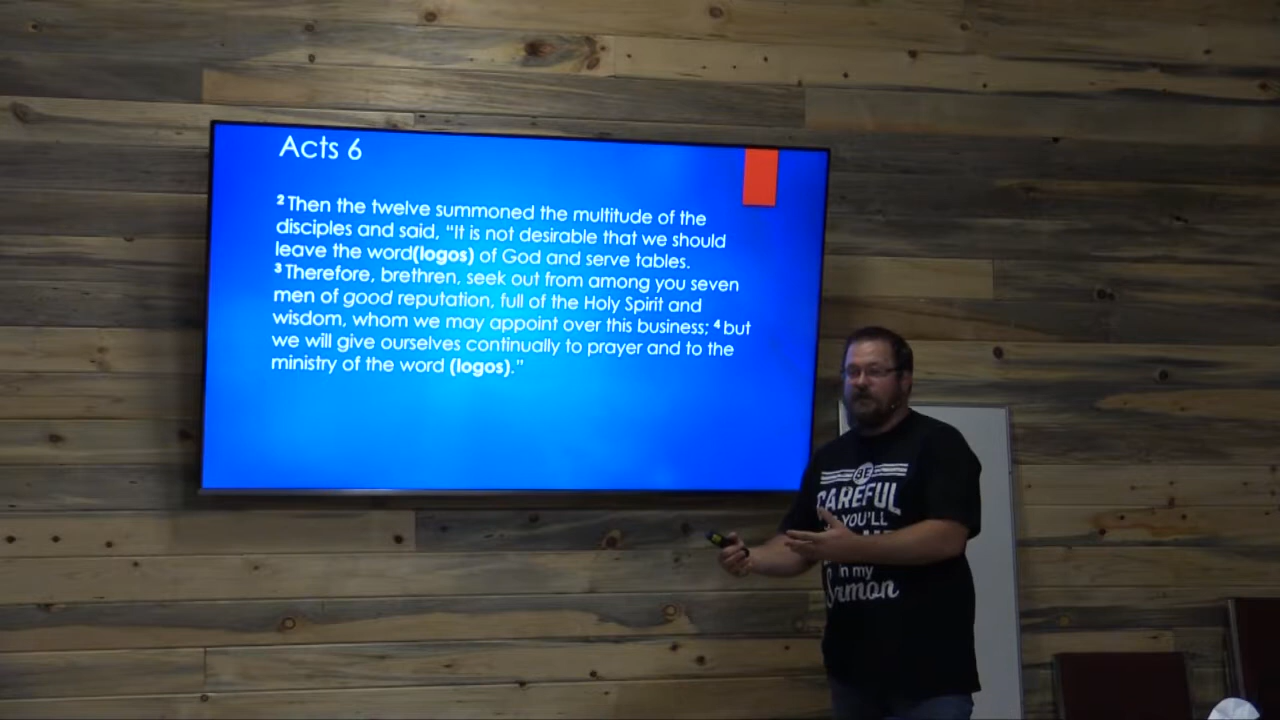 Acts 6
² Then the twelve summoned the multitude of the
disciples and said, “It is not desirable that we should
leave the word(logos) of God and serve tables.
³ Therefore, brethren, seek out from among you seven
men of good reputation, full of the Holy Spirit and
wisdom, whom we may appoint over this business; ⁴ but
we will give ourselves continually to prayer and to the
ministry of the word (logos).”
BE
CAREFUL
YOU'LL
in my
Sermon